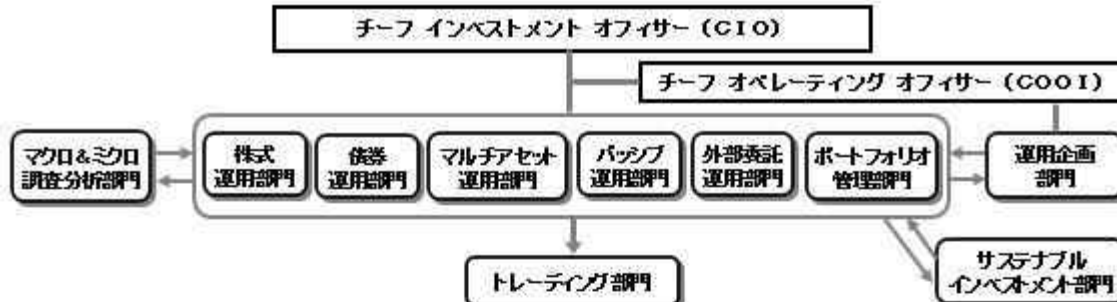 チーフ インベストメント オフィサー (CIO)
チーフ オペレーティング オフィサー (COOI)
マクロ&ミクロ
調査分析部門
株式
運用部門
債券
運用部門
マルチアセット
運用部門
パッシブ
運用部門
外部委託
運用部門
ポートフォリオ
管理部門
運用企画
部門
トレーディング部門
サステナブル
インベストメント部門